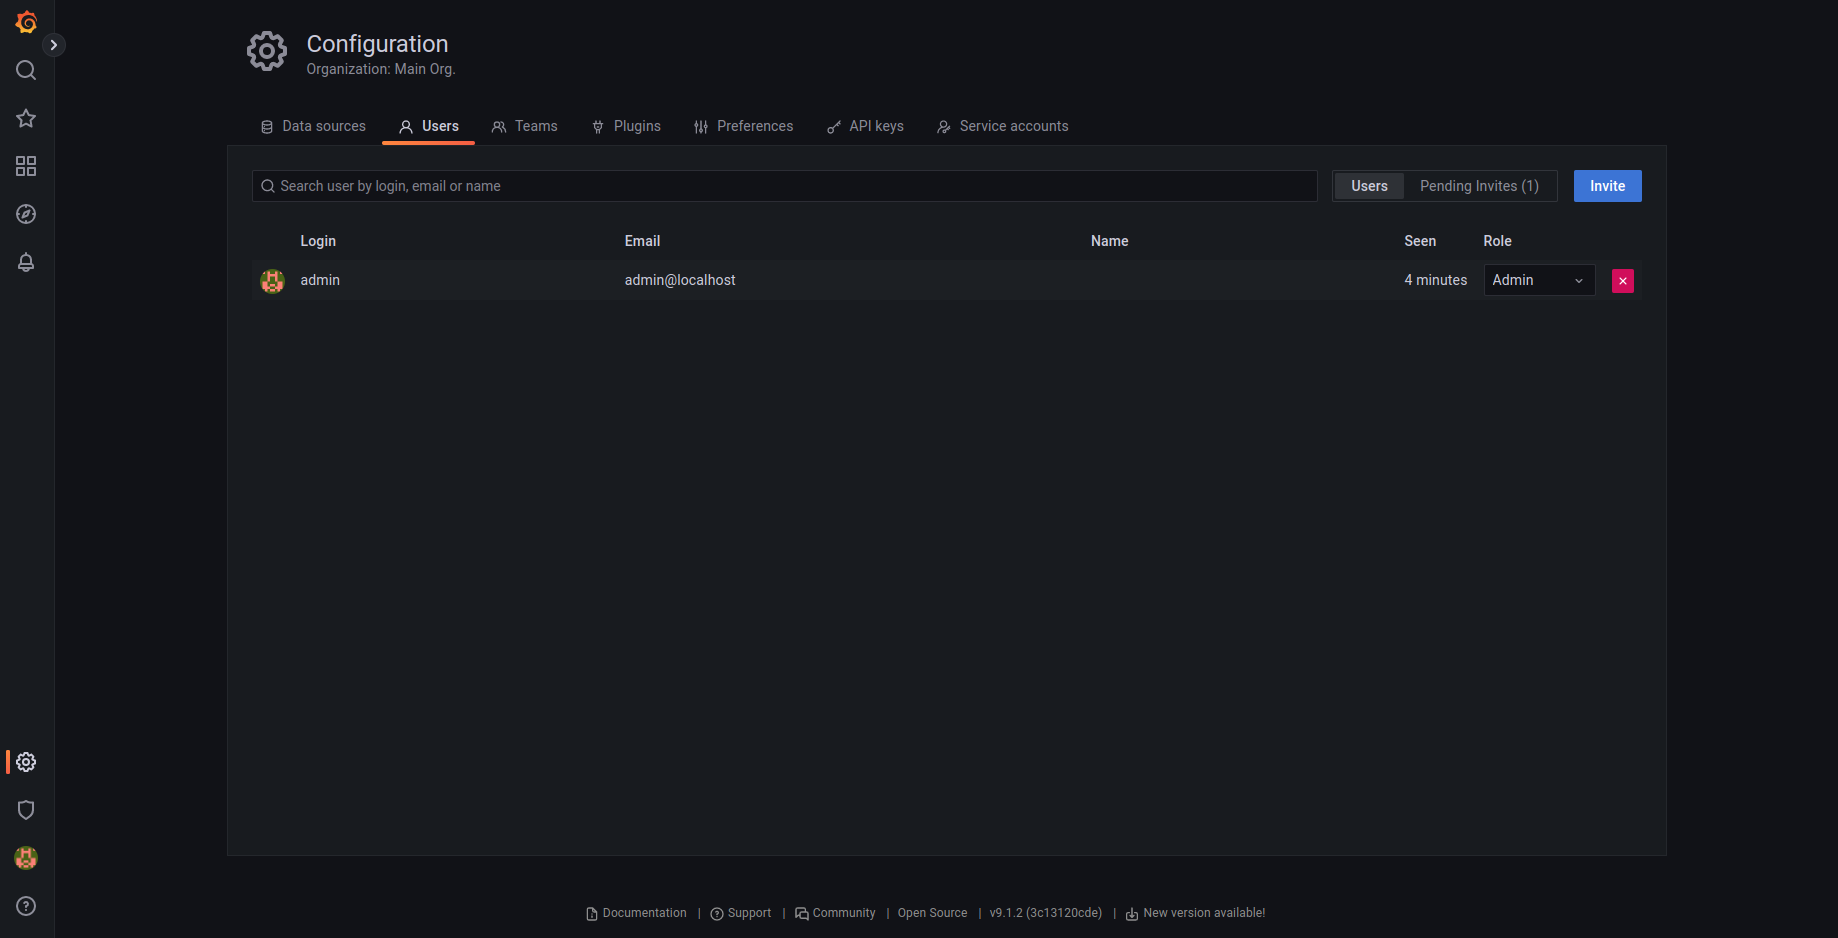 Configuration
Organization: Main Org.
Data sources Users Teams Plugins Preferences API keys Service accounts
Search user by login, email or name Users Pending Invites (1) Invite
Login Email Name Seen Role
admin admin@localhost 4 minutes Admin
Documentation | Support | Community | Open Source | v9.1.2 (3c13120cde) | New version available!